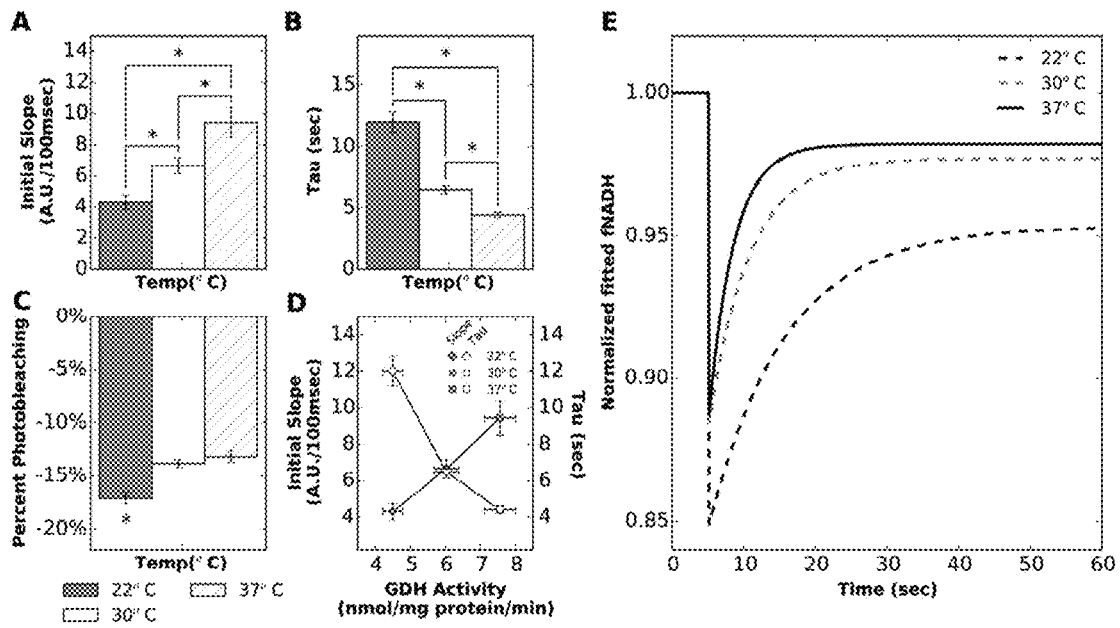 A
14
12
10
8
6
4
2
0
Initial Slope
(A.U./100msec)
*
*
*
Temp(° C)
B
15
10
5
0
Tau (sec)
*
*
*
Temp(° C)
C
0%
-5%
-10%
-15%
-20%
Percent Photobleaching
*
Temp(° C)
22° C
37° C
30° C
D
14
12
10
8
6
4
Initial Slope
(A.U./100msec)
14
12
10
8
6
4
Tau (sec)
22° C
30° C
37° C
4 5 6 7 8
GDH Activity
(nmol/mg protein/min)
E
22° C
30° C
37° C
1.00
0.95
0.90
0.85
Normalized fitted fNADH
0 10 20 30 40 50 60
Time (sec)